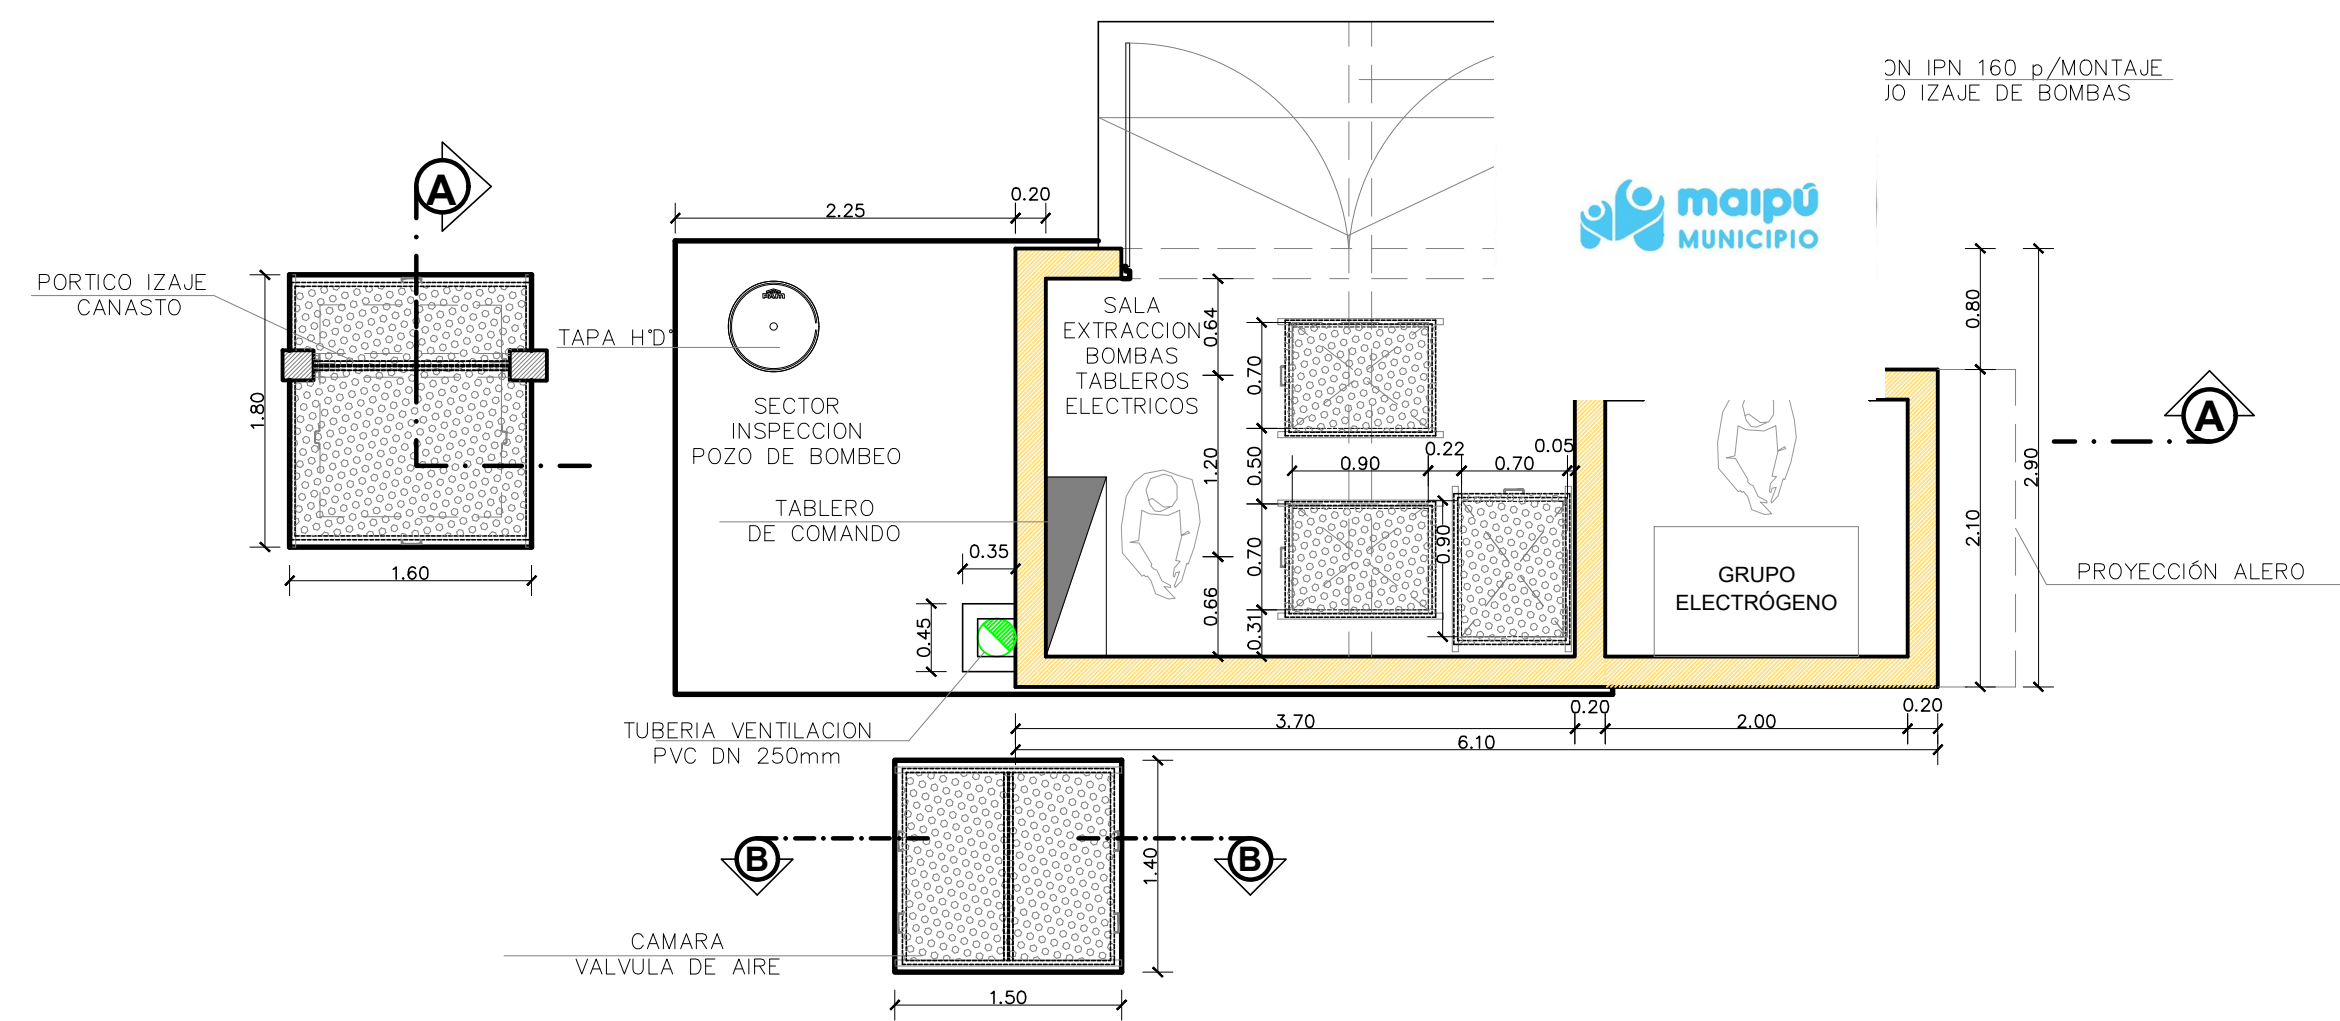 ON IPN 160 p/MONTAJE
IZAJE DE BOMBAS
maipú
MUNICIPIO
A
0.20
2.25
PORTICO IZAJE
CANASTO
1.80
1.60
TAPA H°D°
SECTOR
INSPECCION
POZO DE BOMBEO
TABLERO
DE COMANDO
0.35
0.45
TUBERIA VENTILACION
PVC DN 250mm
SALA
EXTRACCION
BOMBAS
TABLEROS
ELECTRICOS
0.64
1.20
0.66
0.70
0.50
0.70
0.31
0.90
0.22
0.70
0.05
0.90
GRUPO
ELECTRÓGENO
0.80
2.10
2.90
A
PROYECCIÓN ALERO
3.70
0.20
2.00
0.20
6.10
B
B
1.40
1.50
CAMARA
VALVULA DE AIRE